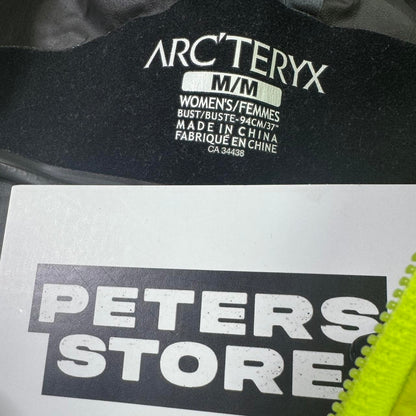 ARC'TERYX
M/M
WOMEN'S/FEMMES
BUST/BUSTE-94CM/37"
MADE IN CHINA
FABRIQUÉ EN CHINE
CA 34438
PETERS
STORE